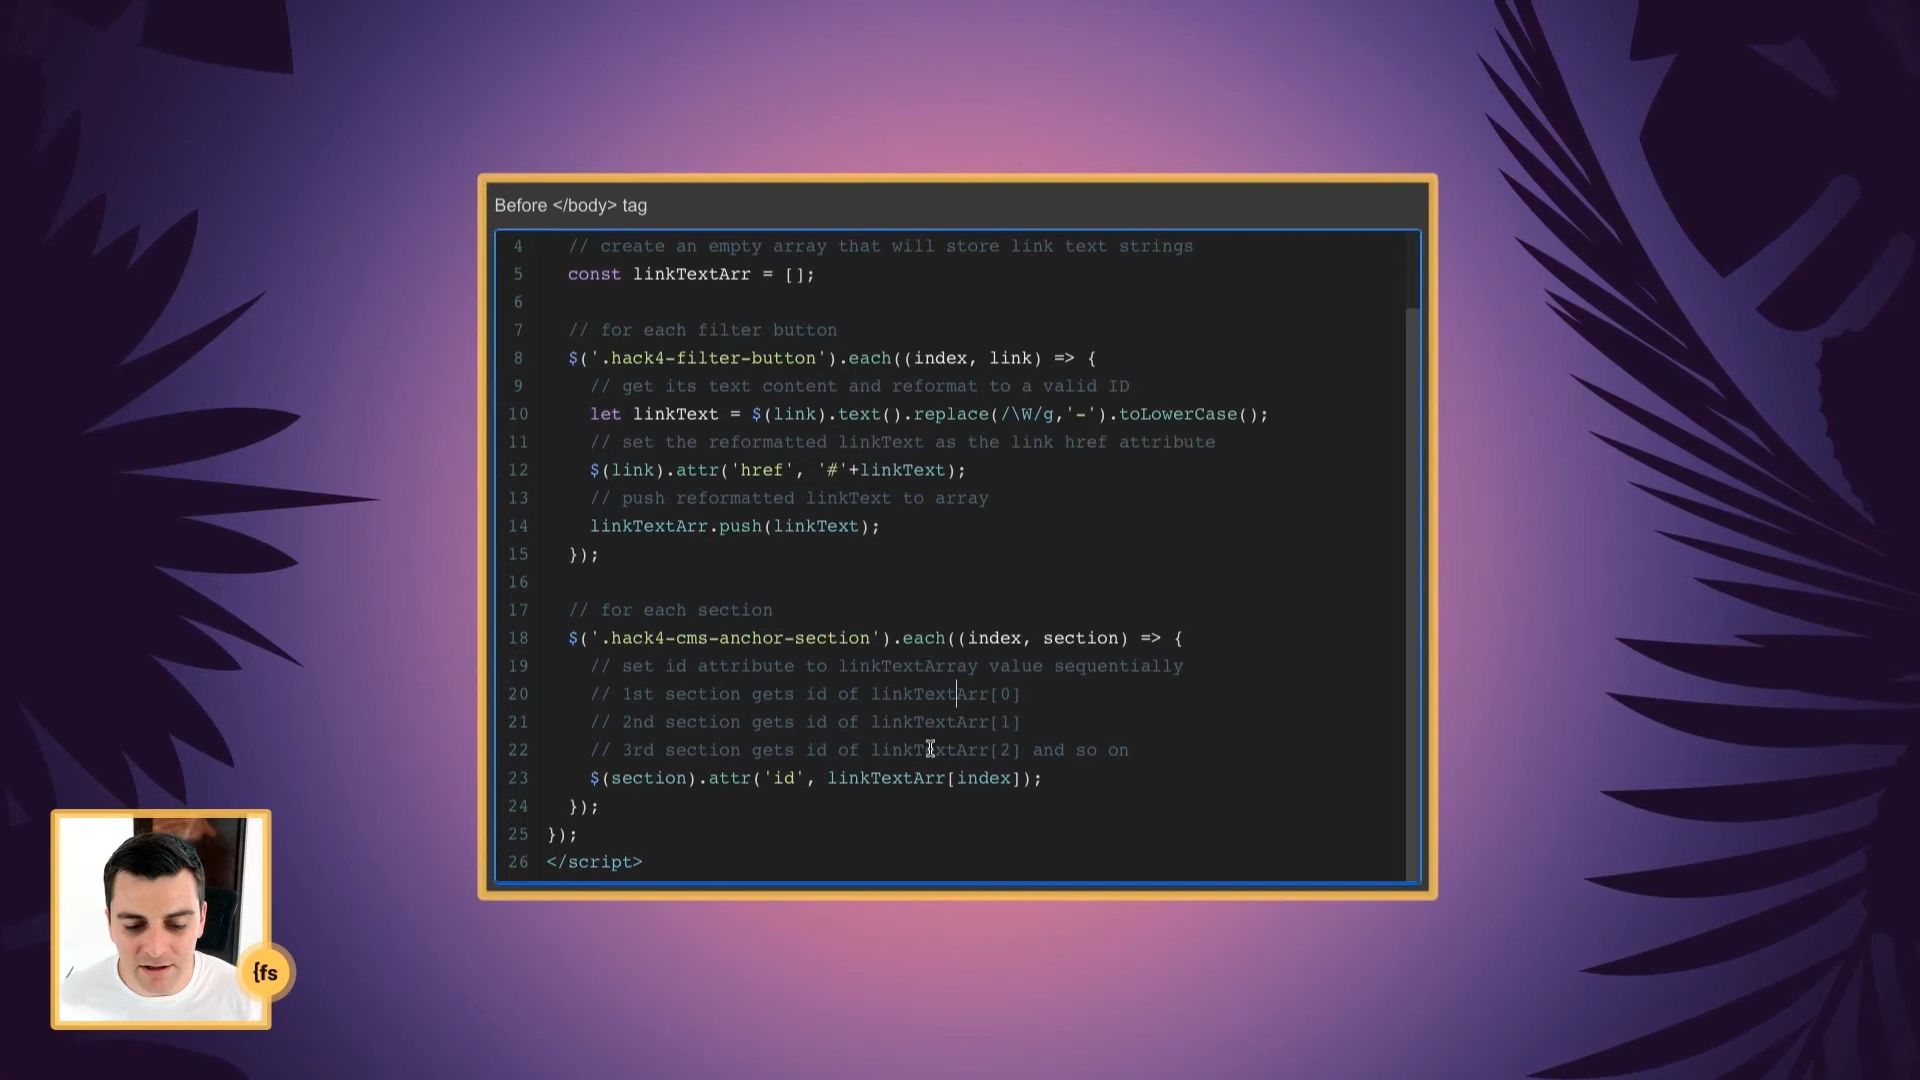 Before </body> tag
4 // create an empty array that will store link text strings
5 const linkTextArr = [];
6
7 // for each filter button
8 $('.hack4-filter-button').each((index, link) => {
9 // get its text content and reformat to a valid ID
10 let linkText = $(link).text().replace(/\W/g,'-').toLowerCase();
11 // set the reformatted linkText as the link href attribute
12 $(link).attr('href', '#'+linkText);
13 // push reformatted linkText to array
14 linkTextArr.push(linkText);
15 });
16
17 // for each section
18 $('.hack4-cms-anchor-section').each((index, section) => {
19 // set id attribute to linkTextArray value sequentially
20 // 1st section gets id of linkTextArr[0]
21 // 2nd section gets id of linkTextArr[1]
22 // 3rd section gets id of linkTextArr[2] and so on
23 $(section).attr('id', linkTextArr[index]);
24 });
25 });
26 </script>
{fs